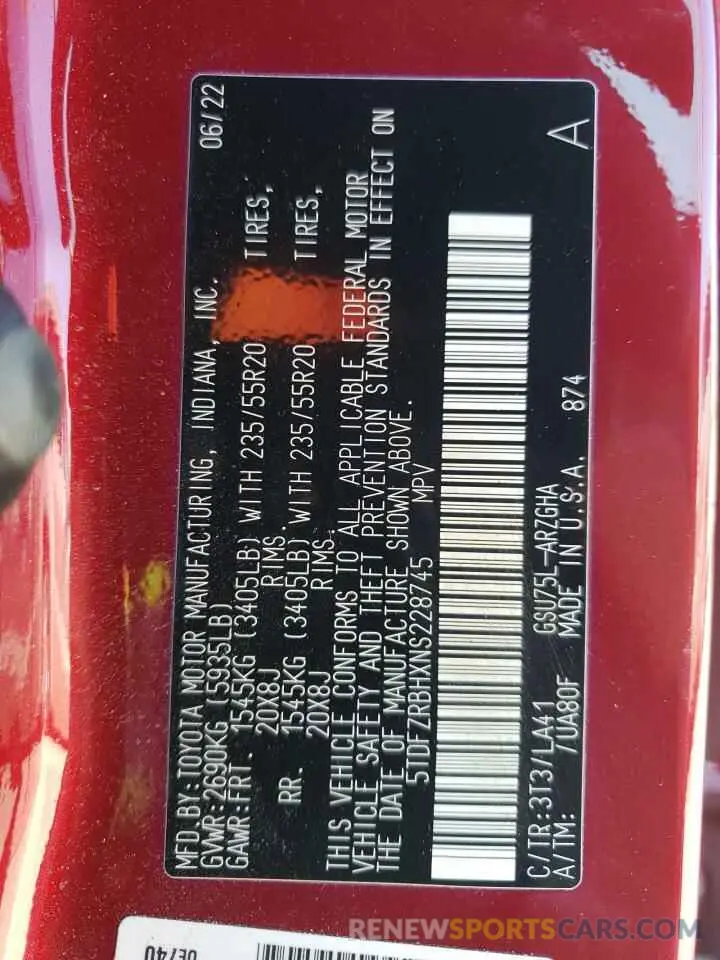 MFD.BY:TOYOTA MOTOR MANUFACTURING, INDIANA, INC. 06/22
GVWR:2690KG (5935LB)
GAWR:FRT. 1545KG (3405LB) WITH 235/55R20 TIRES,
20X8J RIMS.
RR. 1545KG (3405LB) WITH 235/55R20 TIRES,
20X8J RIMS.
THIS VEHICLE CONFORMS TO ALL APPLICABLE FEDERAL MOTOR
VEHICLE SAFETY AND THEFT PREVENTION STANDARDS IN EFFECT ON
THE DATE OF MANUFACTURE SHOWN ABOVE.
5TDFZRBHXNS228745 MPV
C/TR:3T3/LA41 GSU75L-ARZGHA
A/TM: /UA80F MADE IN U.S.A. 874 A
RENEWSPORTSCARS.COM